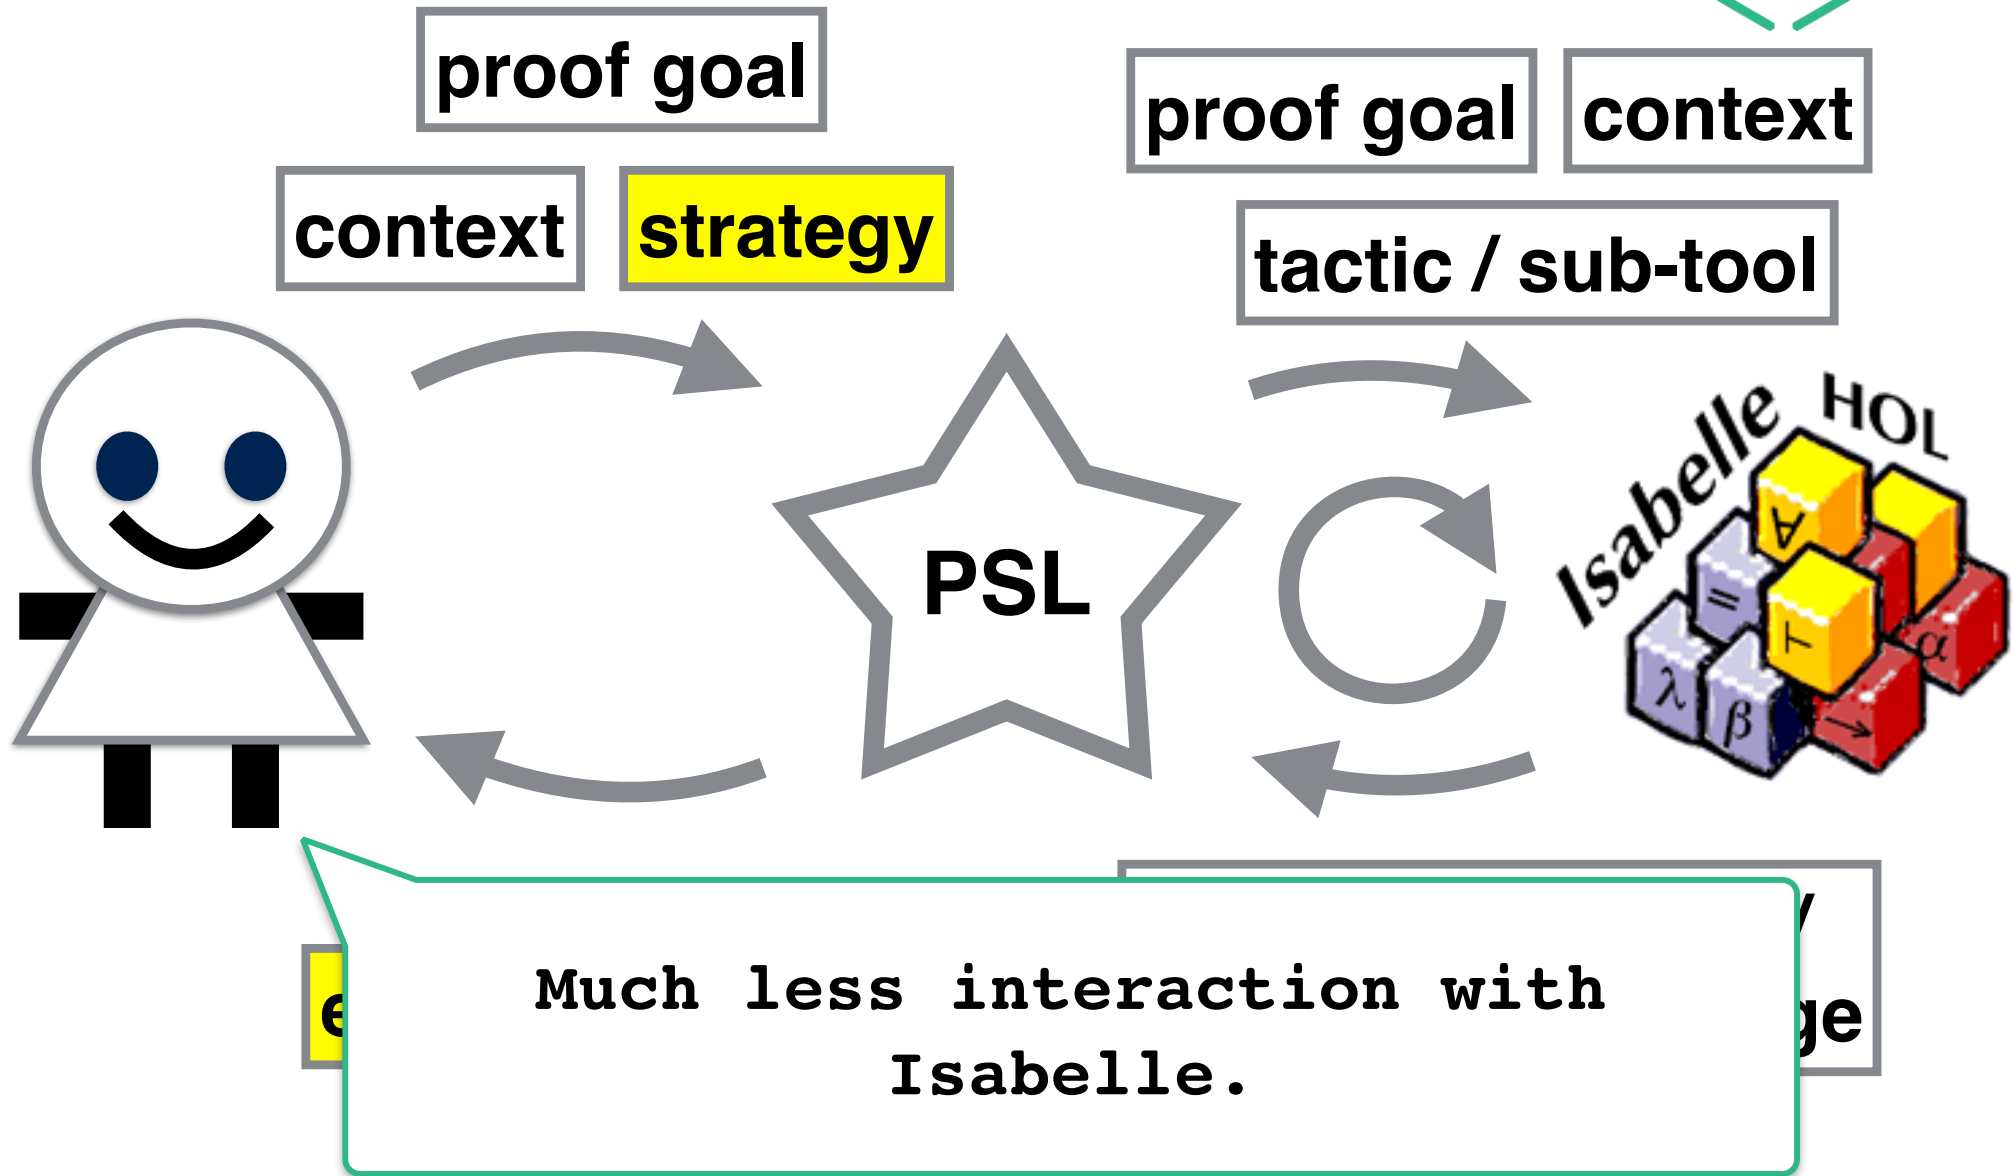 proof goal
context
strategy
proof goal
context
tactic / sub-tool
PSL
Isabelle
HOL
∀
=
⊢
α
λ
β
→
Much less interaction with
Isabelle.